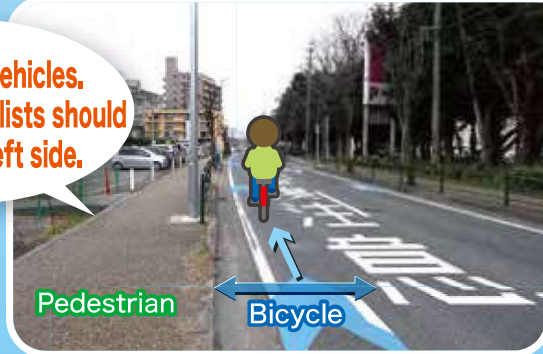 ehicles.
lists should
eft side.
Pedestrian
Bicycle